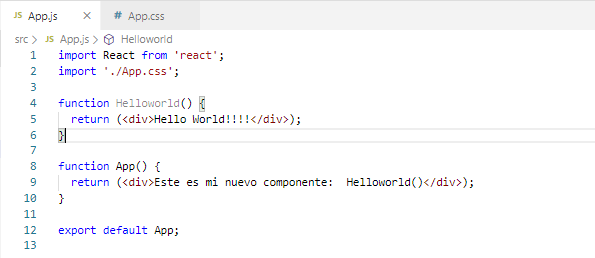 JS App.js # App.css
src > JS App.js > Helloworld
1 import React from 'react';
2 import './App.css';
3
4 function Helloworld() {
5 return (<div>Hello World!!!!</div>);
6 }
7
8 function App() {
9 return (<div>Este es mi nuevo componente:  Helloworld()</div>);
10 }
11
12 export default App;
13